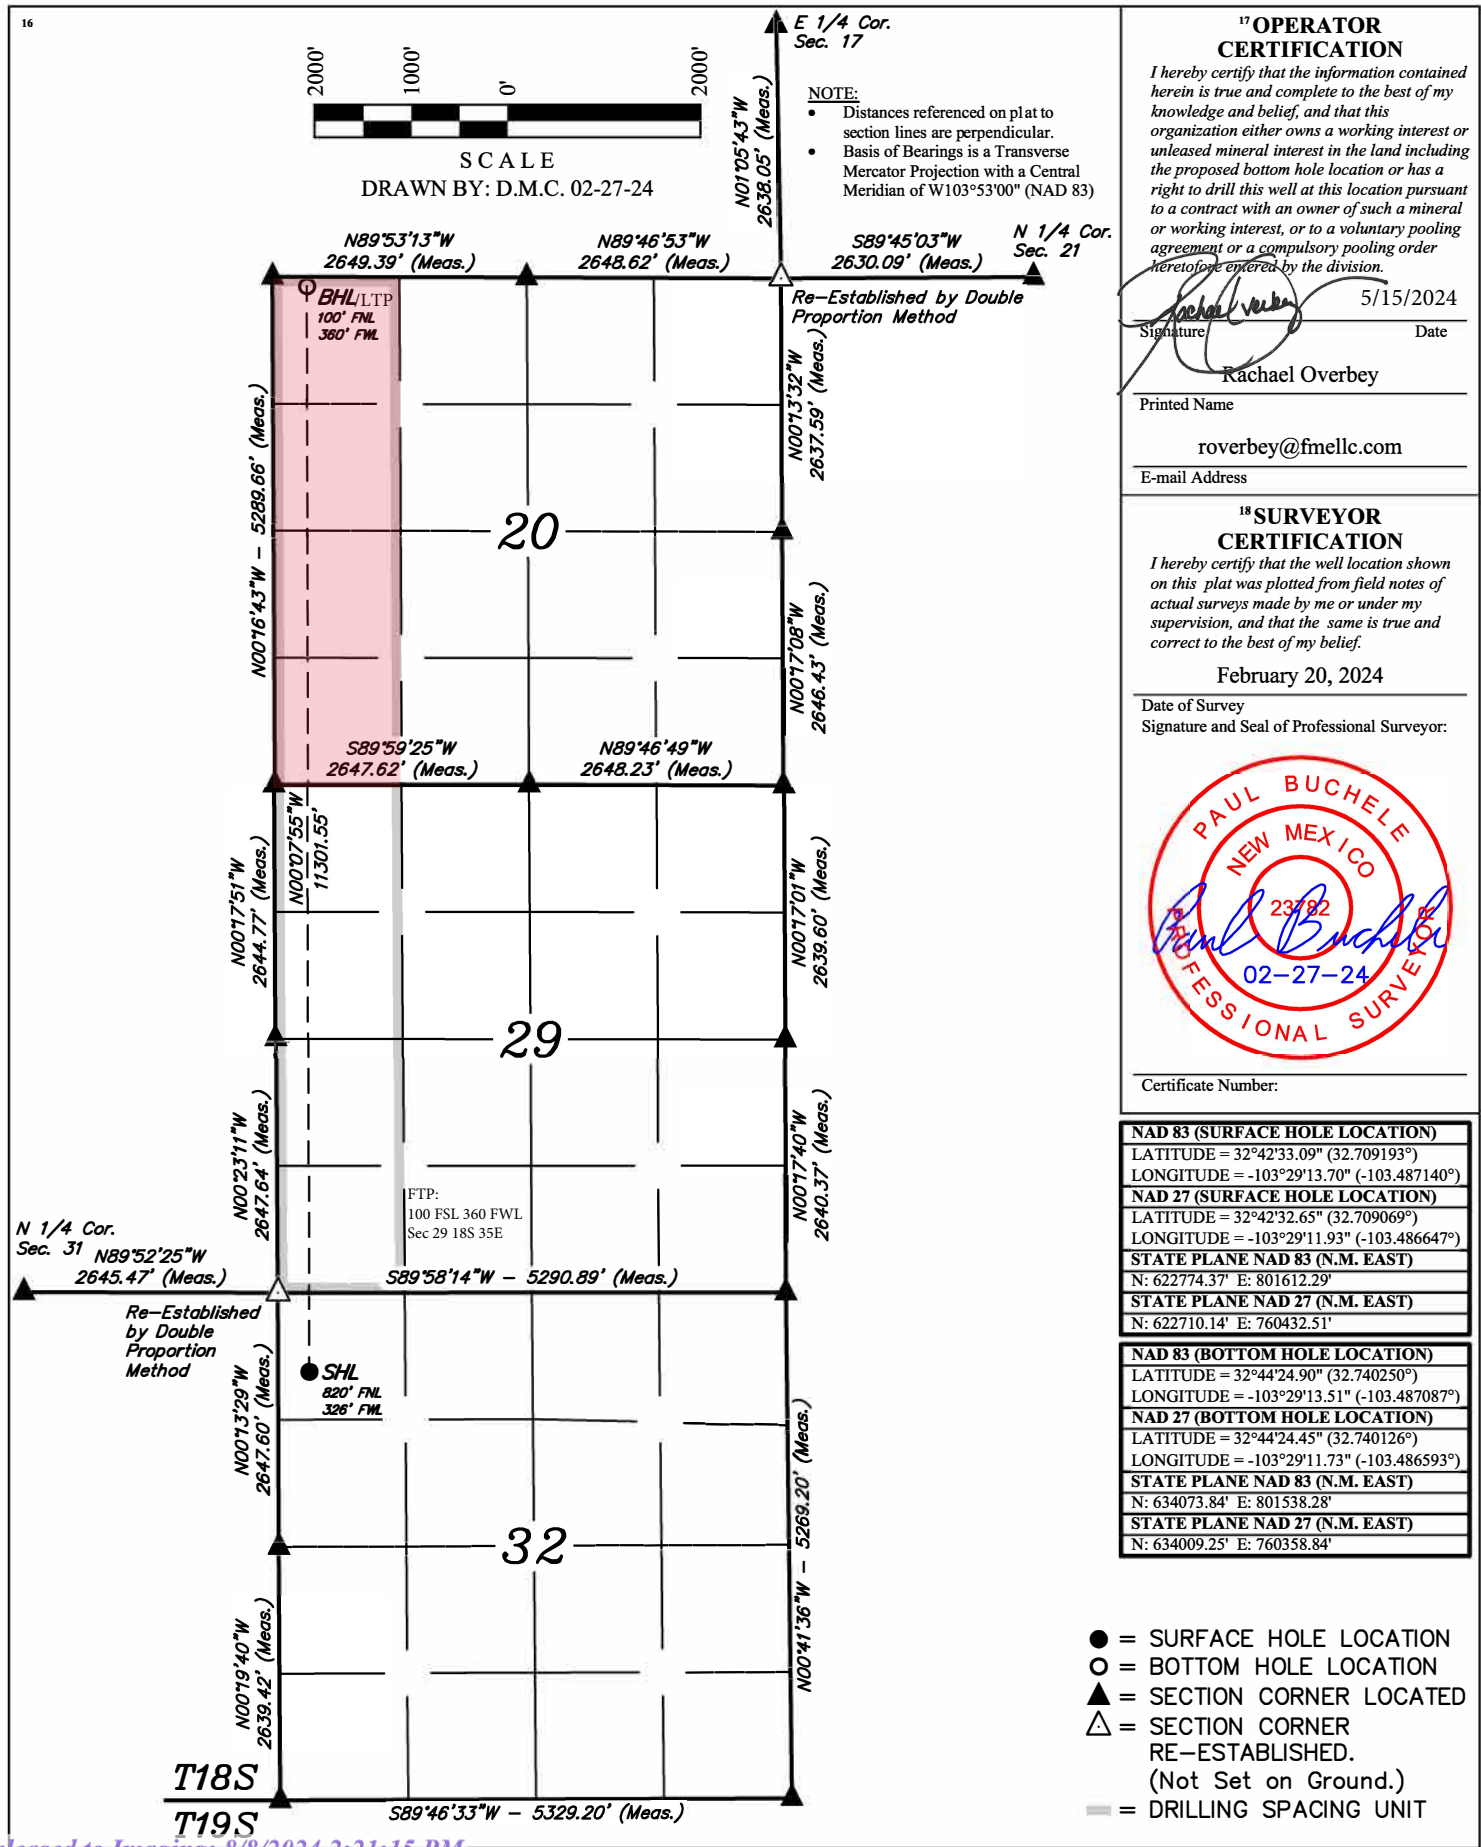 16
2000'
1000'
0'
2000'
SCALE
DRAWN BY: D.M.C. 02-27-24
E 1/4 Cor.
Sec. 17
NOTE:
• Distances referenced on plat to
section lines are perpendicular.
• Basis of Bearings is a Transverse
Mercator Projection with a Central
Meridian of W103°53'00" (NAD 83)
N01°05'43"W
2638.05' (Meas.)
N89°53'13"W
2649.39' (Meas.)
N89°46'53"W
2648.62' (Meas.)
S89°45'03"W
2630.09' (Meas.)
N 1/4 Cor.
Sec. 21
BHL/LTP
100' FNL
360' FWL
Re-Established by Double
Proportion Method
N00°16'43"W - 5289.66' (Meas.)
N00°13'32"W
2637.59' (Meas.)
20
N00°17'08"W
2646.43' (Meas.)
S89°59'25"W
2647.62' (Meas.)
N89°46'49"W
2648.23' (Meas.)
N00°07'55"W
11301.55'
N00°17'51"W
2644.77' (Meas.)
N00°17'01"W
2639.60' (Meas.)
29
N00°23'11"W
2647.64' (Meas.)
N00°17'40"W
2640.37' (Meas.)
FTP:
100 FSL 360 FWL
Sec 29 18S 35E
N 1/4 Cor.
Sec. 31
N89°52'25"W
2645.47' (Meas.)
S89°58'14"W - 5290.89' (Meas.)
Re-Established
by Double
Proportion
Method
SHL
820' FNL
326' FWL
N00°13'29"W
2647.60' (Meas.)
N00°41'36"W - 5269.20' (Meas.)
32
N00°19'40"W
2639.42' (Meas.)
T18S
T19S
S89°46'33"W - 5329.20' (Meas.)
Released to Imaging: 8/8/2024 2:21:15 PM
17 OPERATOR
CERTIFICATION
I hereby certify that the information contained
herein is true and complete to the best of my
knowledge and belief, and that this
organization either owns a working interest or
unleased mineral interest in the land including
the proposed bottom hole location or has a
right to drill this well at this location pursuant
to a contract with an owner of such a mineral
or working interest, or to a voluntary pooling
agreement or a compulsory pooling order
heretofore entered by the division.
Rachael Overbey
5/15/2024
Signature Date
Rachael Overbey
Printed Name
roverbey@fmellc.com
E-mail Address
18 SURVEYOR
CERTIFICATION
I hereby certify that the well location shown
on this plat was plotted from field notes of
actual surveys made by me or under my
supervision, and that the same is true and
correct to the best of my belief.
February 20, 2024
Date of Survey
Signature and Seal of Professional Surveyor:
PAUL BUCHELE
NEW MEXICO
23782
Paul Buchele
02-27-24
PROFESSIONAL SURVEYOR
Certificate Number:
NAD 83 (SURFACE HOLE LOCATION)
LATITUDE = 32°42'33.09" (32.709193°)
LONGITUDE = -103°29'13.70" (-103.487140°)
NAD 27 (SURFACE HOLE LOCATION)
LATITUDE = 32°42'32.65" (32.709069°)
LONGITUDE = -103°29'11.93" (-103.486647°)
STATE PLANE NAD 83 (N.M. EAST)
N: 622774.37' E: 801612.29'
STATE PLANE NAD 27 (N.M. EAST)
N: 622710.14' E: 760432.51'
NAD 83 (BOTTOM HOLE LOCATION)
LATITUDE = 32°44'24.90" (32.740250°)
LONGITUDE = -103°29'13.51" (-103.487087°)
NAD 27 (BOTTOM HOLE LOCATION)
LATITUDE = 32°44'24.45" (32.740126°)
LONGITUDE = -103°29'11.73" (-103.486593°)
STATE PLANE NAD 83 (N.M. EAST)
N: 634073.84' E: 801538.28'
STATE PLANE NAD 27 (N.M. EAST)
N: 634009.25' E: 760358.84'
= SURFACE HOLE LOCATION
= BOTTOM HOLE LOCATION
= SECTION CORNER LOCATED
= SECTION CORNER
RE-ESTABLISHED.
(Not Set on Ground.)
= DRILLING SPACING UNIT